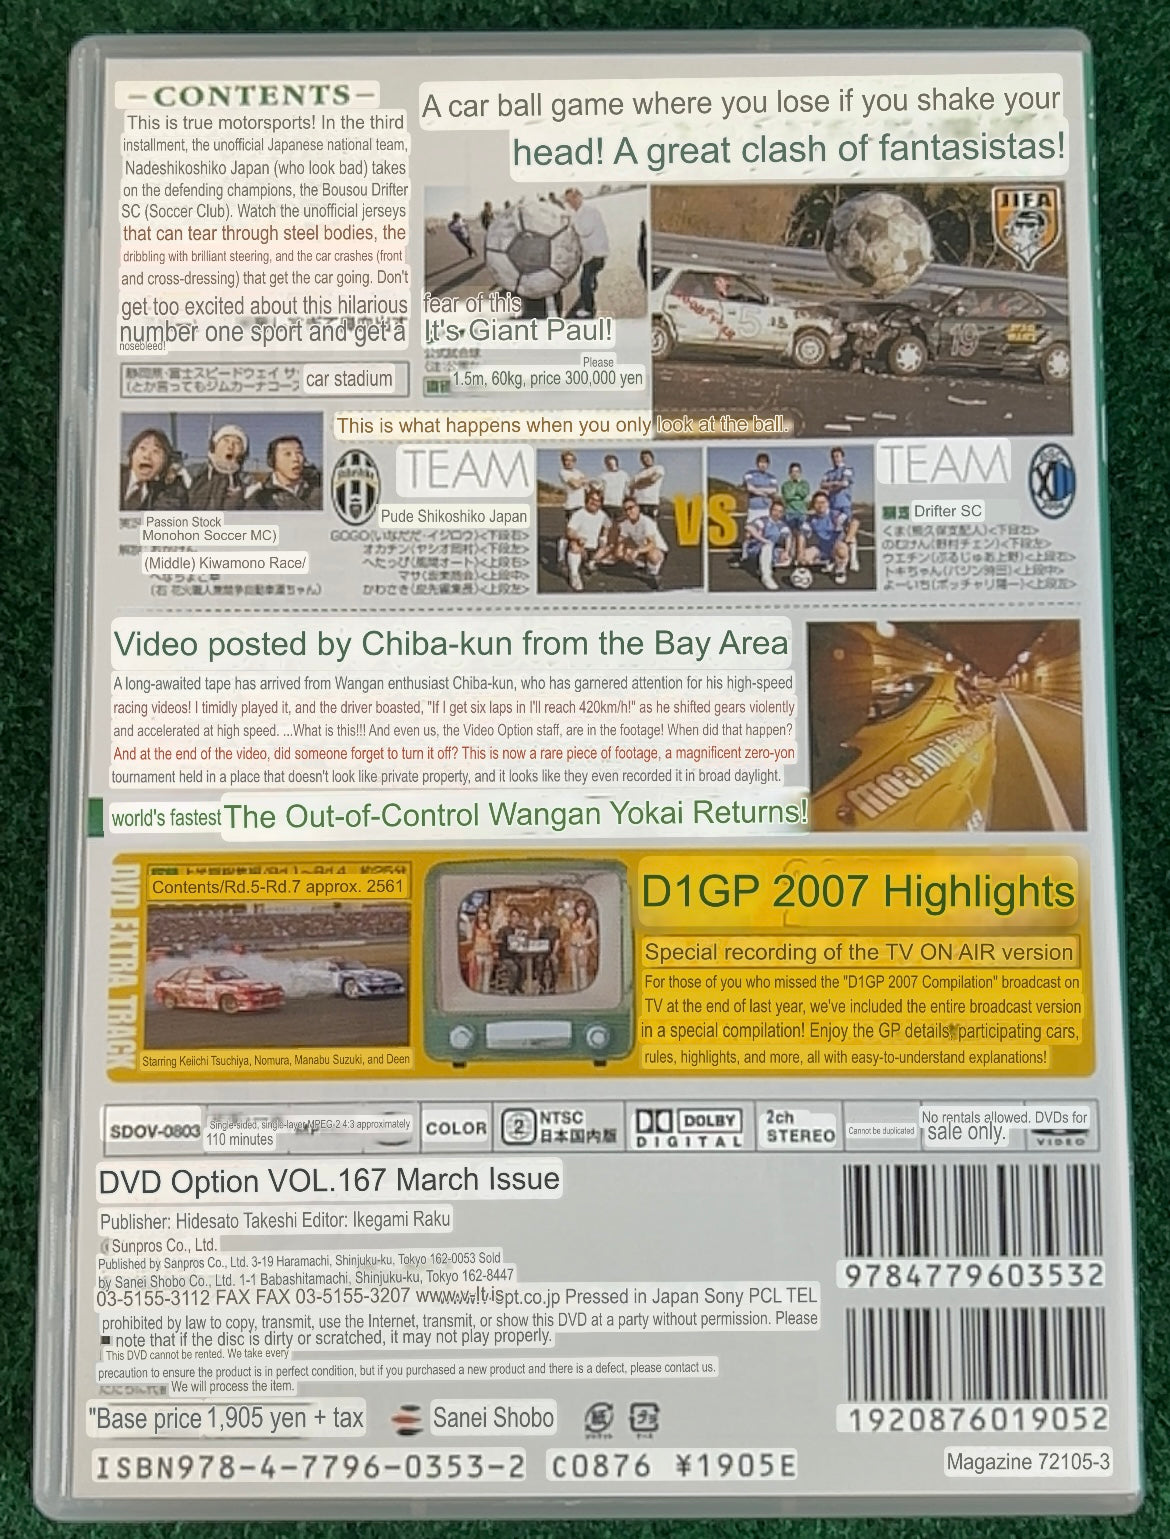 —CONTENTS—
This is true motorsports! In the third
installment, the unofficial Japanese national team,
Nadeshikoshiko Japan (who look bad) takes
on the defending champions, the Bousou Drifter
SC (Soccer Club). Watch the unofficial jerseys
that can tear through steel bodies, the
dribbling with brilliant steering, and the car crashes (front
and cross-dressing) that get the car going. Don't
get too excited about this hilarious
number one sport and get a
nosebleed!
car stadium
A car ball game where you lose if you shake your
head! A great clash of fantasistas!
JIFA
fear of this
It's Giant Paul!
公式試合球
Please
1.5m, 60kg, price 300,000 yen
This is what happens when you only look at the ball.
Passion Stock
Monohon Soccer MC)
(Middle) Kiwamono Race/
TEAM
Pude Shikoshiko Japan
VS
TEAM
Drifter SC
Video posted by Chiba-kun from the Bay Area
A long-awaited tape has arrived from Wangan enthusiast Chiba-kun, who has garnered attention for his high-speed
racing videos! I timidly played it, and the driver boasted, "If I get six laps in I'll reach 420km/h!" as he shifted gears violently
and accelerated at high speed. ...What is this!!! And even us, the Video Option staff, are in the footage! When did that happen?
And at the end of the video, did someone forget to turn it off? This is now a rare piece of footage, a magnificent zero-yon
tournament held in a place that doesn't look like private property, and it looks like they even recorded it in broad daylight.
world's fastest The Out-of-Control Wangan Yokai Returns!
DVD EXTRA TRACK
Contents/Rd.5-Rd.7 approx. 2561
Starring Keiichi Tsuchiya, Nomura, Manabu Suzuki, and Deen
D1GP 2007 Highlights
Special recording of the TV ON AIR version
For those of you who missed the "D1GP 2007 Compilation" broadcast on
TV at the end of last year, we've included the entire broadcast version
in a special compilation! Enjoy the GP details, participating cars,
rules, highlights, and more, all with easy-to-understand explanations!
SDOV-0803
Single-sided, single-layer MPEG-2 4:3 approximately
110 minutes
COLOR
2 NTSC
日本国内版
DOLBY
DIGITAL
2ch
STEREO
Cannot be duplicated
No rentals allowed. DVDs for
sale only.
VIDEO
DVD Option VOL.167 March Issue
Publisher: Hidesato Takeshi Editor: Ikegami Raku
Sunpros Co., Ltd.
Published by Sanpros Co., Ltd. 3-19 Haramachi, Shinjuku-ku, Tokyo 162-0053 Sold
by Sanei Shobo Co., Ltd. 1-1 Babashitamachi, Shinjuku-ku, Tokyo 162-8447
03-5155-3112 FAX FAX 03-5155-3207 Pressed in Japan Sony PCL TEL
prohibited by law to copy, transmit, use the Internet, transmit, or show this DVD at a party without permission. Please
■ note that if the disc is dirty or scratched, it may not play properly.
This DVD cannot be rented. We take every
precaution to ensure the product is in perfect condition, but if you purchased a new product and there is a defect, please contact us.
We will process the item.
"Base price 1,905 yen + tax
Sanei Shobo
ISBN978-4-7796-0353-2 C0876 ¥1905E
9784779603532
1920876019052
Magazine 72105-3